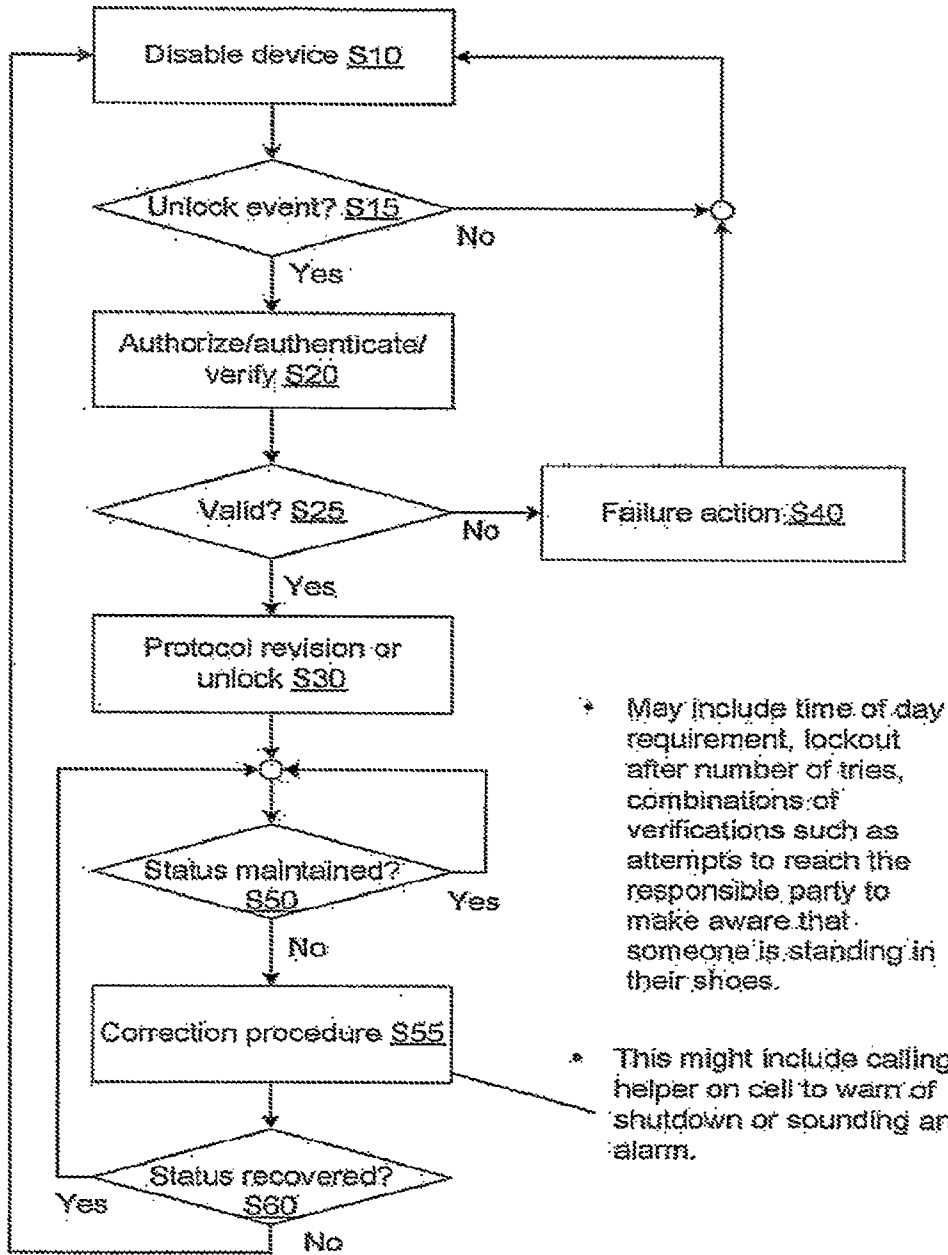 Disable device S10
Unlock event? S15
No
Yes
Authorize/authenticate/
verify S20
Valid? S25
No
Failure action S40
Yes
Protocol revision or
unlock S30
Status maintained?
S50
Yes
No
Correction procedure S55
Status recovered?
S60
Yes
No
• May include time of day
requirement, lockout
after number of tries,
combinations of
verifications such as
attempts to reach the
responsible party to
make aware that
someone is standing in
their shoes.
• This might include calling
helper on cell to warn of
shutdown or sounding an
alarm.